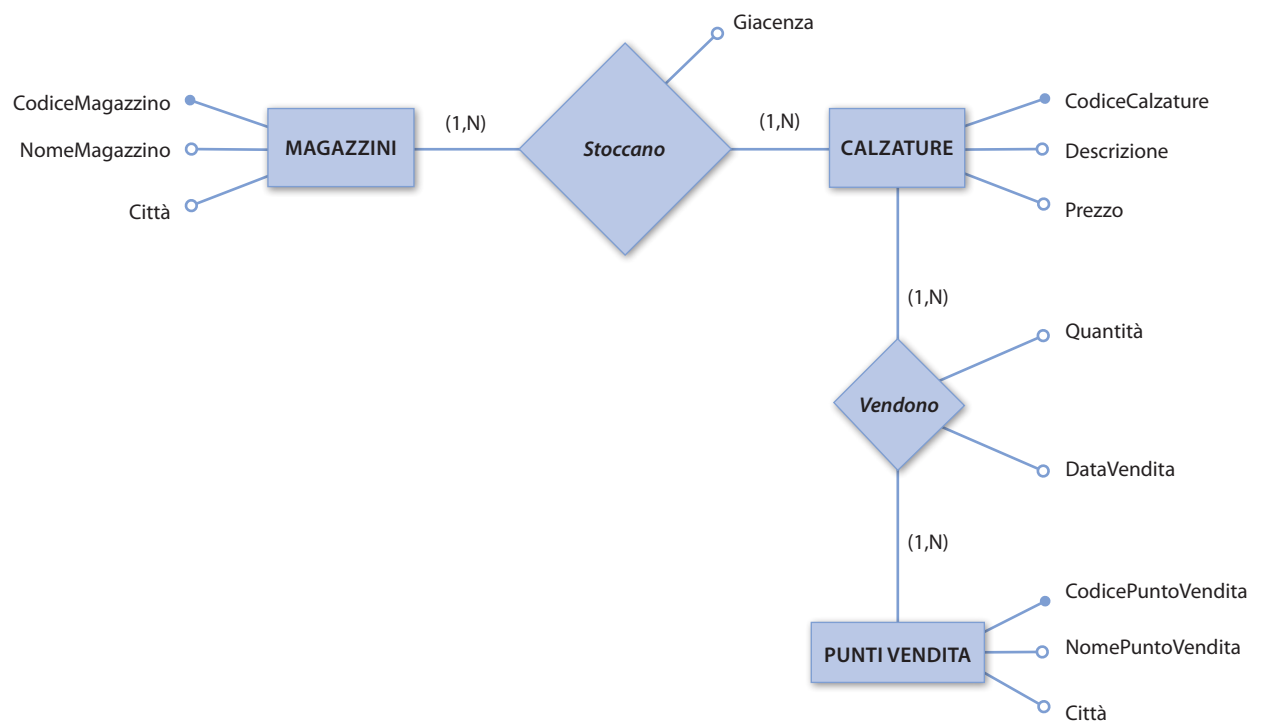 Giacenza
CodiceMagazzino
NomeMagazzino
Città
MAGAZZINI
(1,N)
Stoccano
(1,N)
CALZATURE
CodiceCalzature
Descrizione
Prezzo
(1,N)
Quantità
Vendono
DataVendita
(1,N)
PUNTI VENDITA
CodicePuntoVendita
NomePuntoVendita
Città